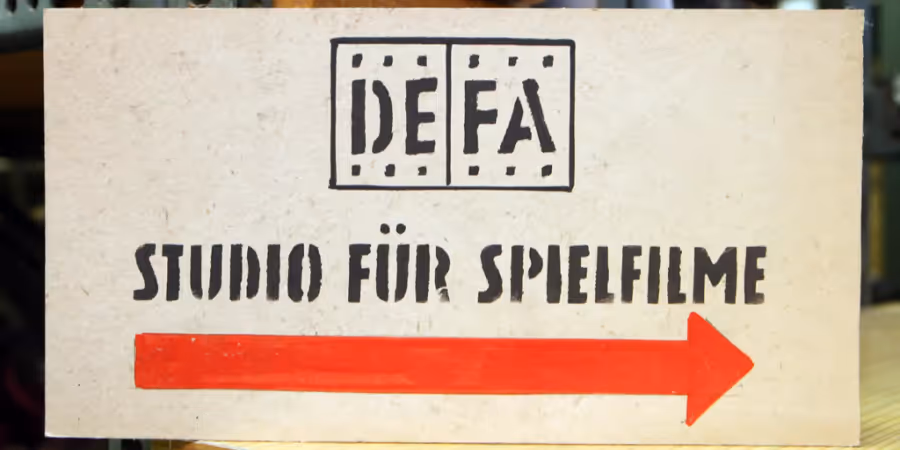 DEFA
STUDIO FÜR SPIELFILME